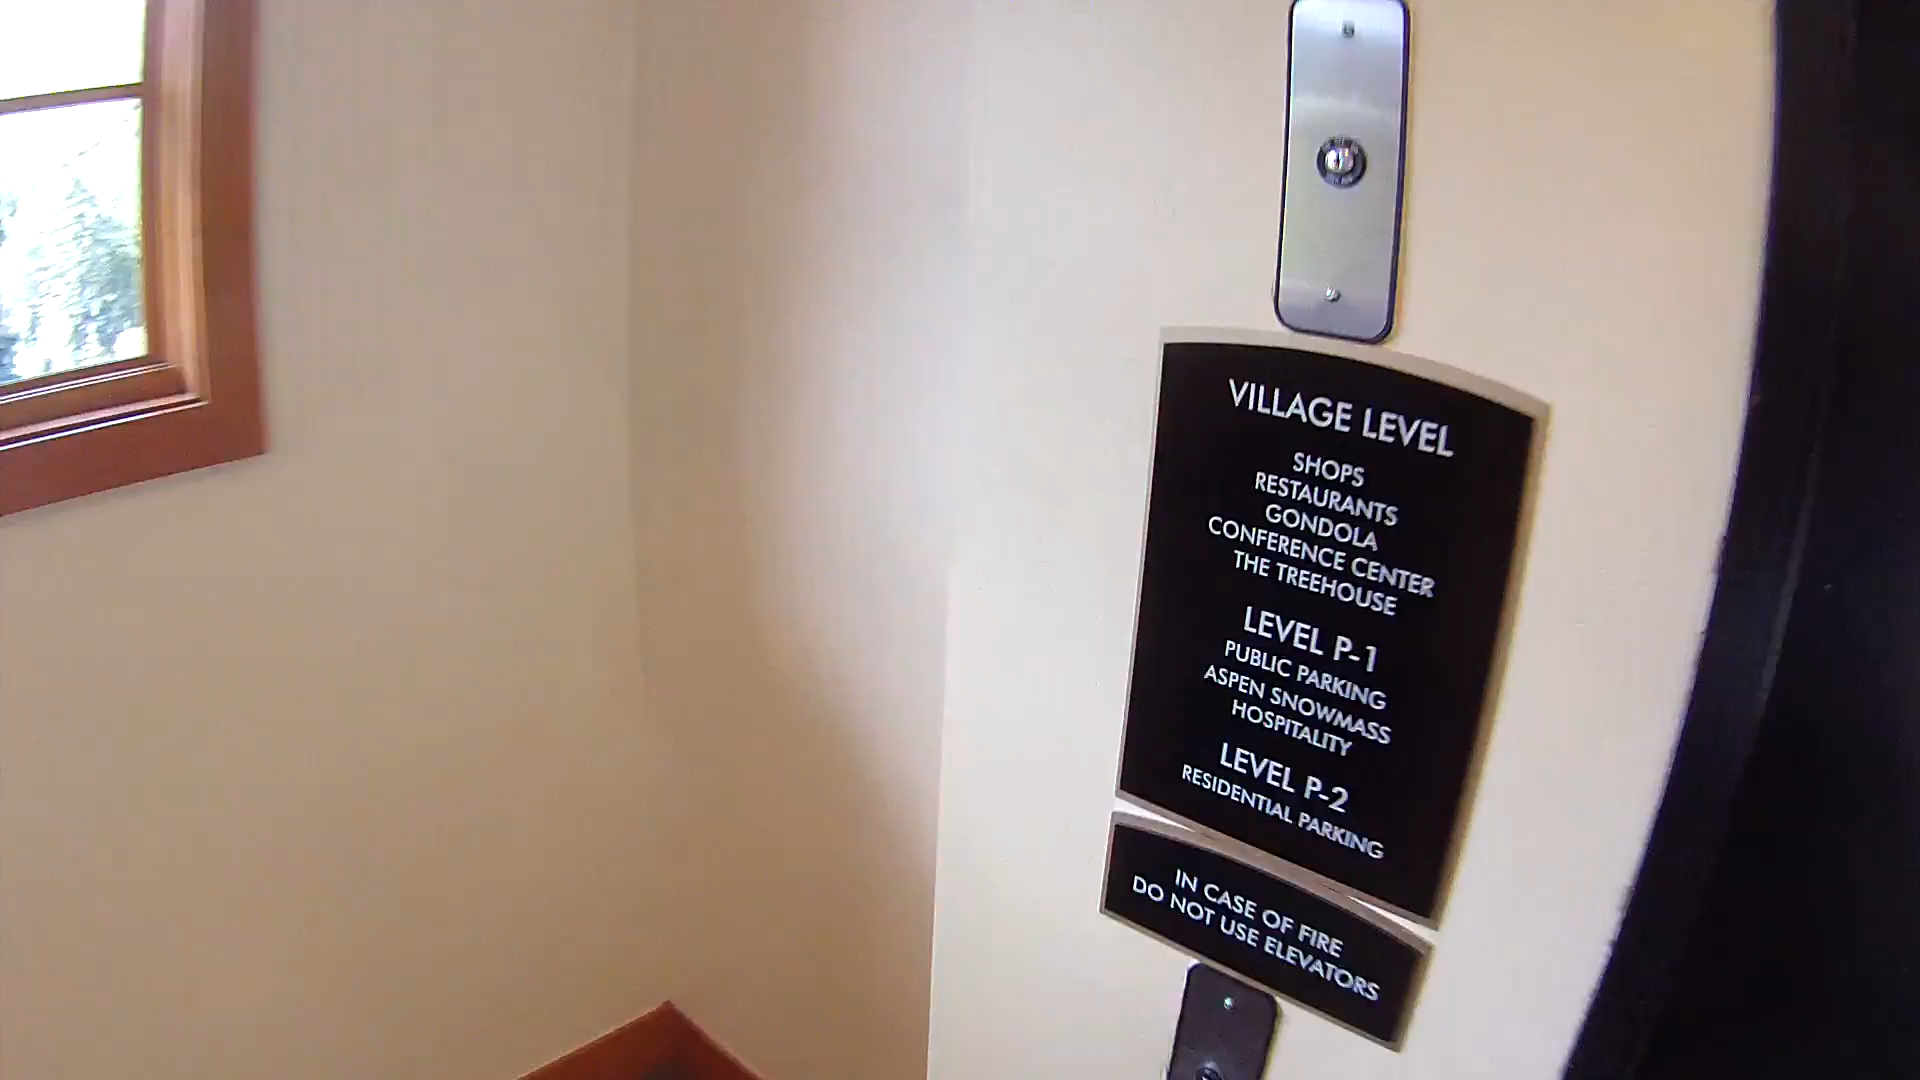 VILLAGE LEVEL
SHOPS
RESTAURANTS
GONDOLA
CONFERENCE CENTER
THE TREEHOUSE
LEVEL P-1
PUBLIC PARKING
ASPEN SNOWMASS
HOSPITALITY
LEVEL P-2
RESIDENTIAL PARKING
IN CASE OF FIRE
DO NOT USE ELEVATORS